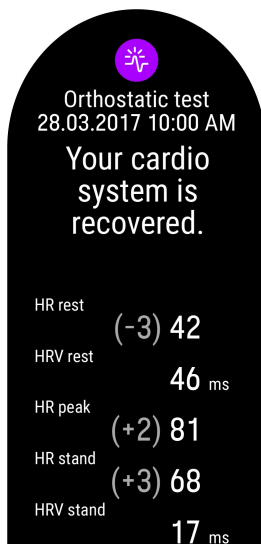 Orthostatic test
28.03.2017 10:00 AM
Your cardio
system is
recovered.
HR rest
(-3) 42
HRV rest
46 ms
HR peak
(+2) 81
HR stand
(+3) 68
HRV stand
17 ms